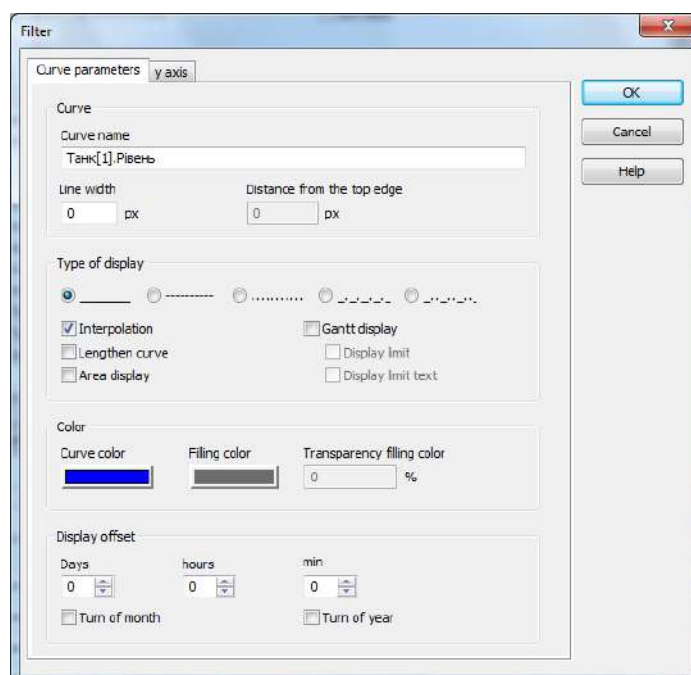 Filter
Curve parameters y axis
OK
Cancel
Help
Curve
Curve name
Танк[1].Рівень
Line width Distance from the top edge
0 px 0 px
Type of display
Interpolation Gantt display
Lengthen curve Display limit
Area display Display limit text
Color
Curve color Filing color Transparency filling color
0 %
Display offset
Days hours min
0 0 0
Turn of month Turn of year